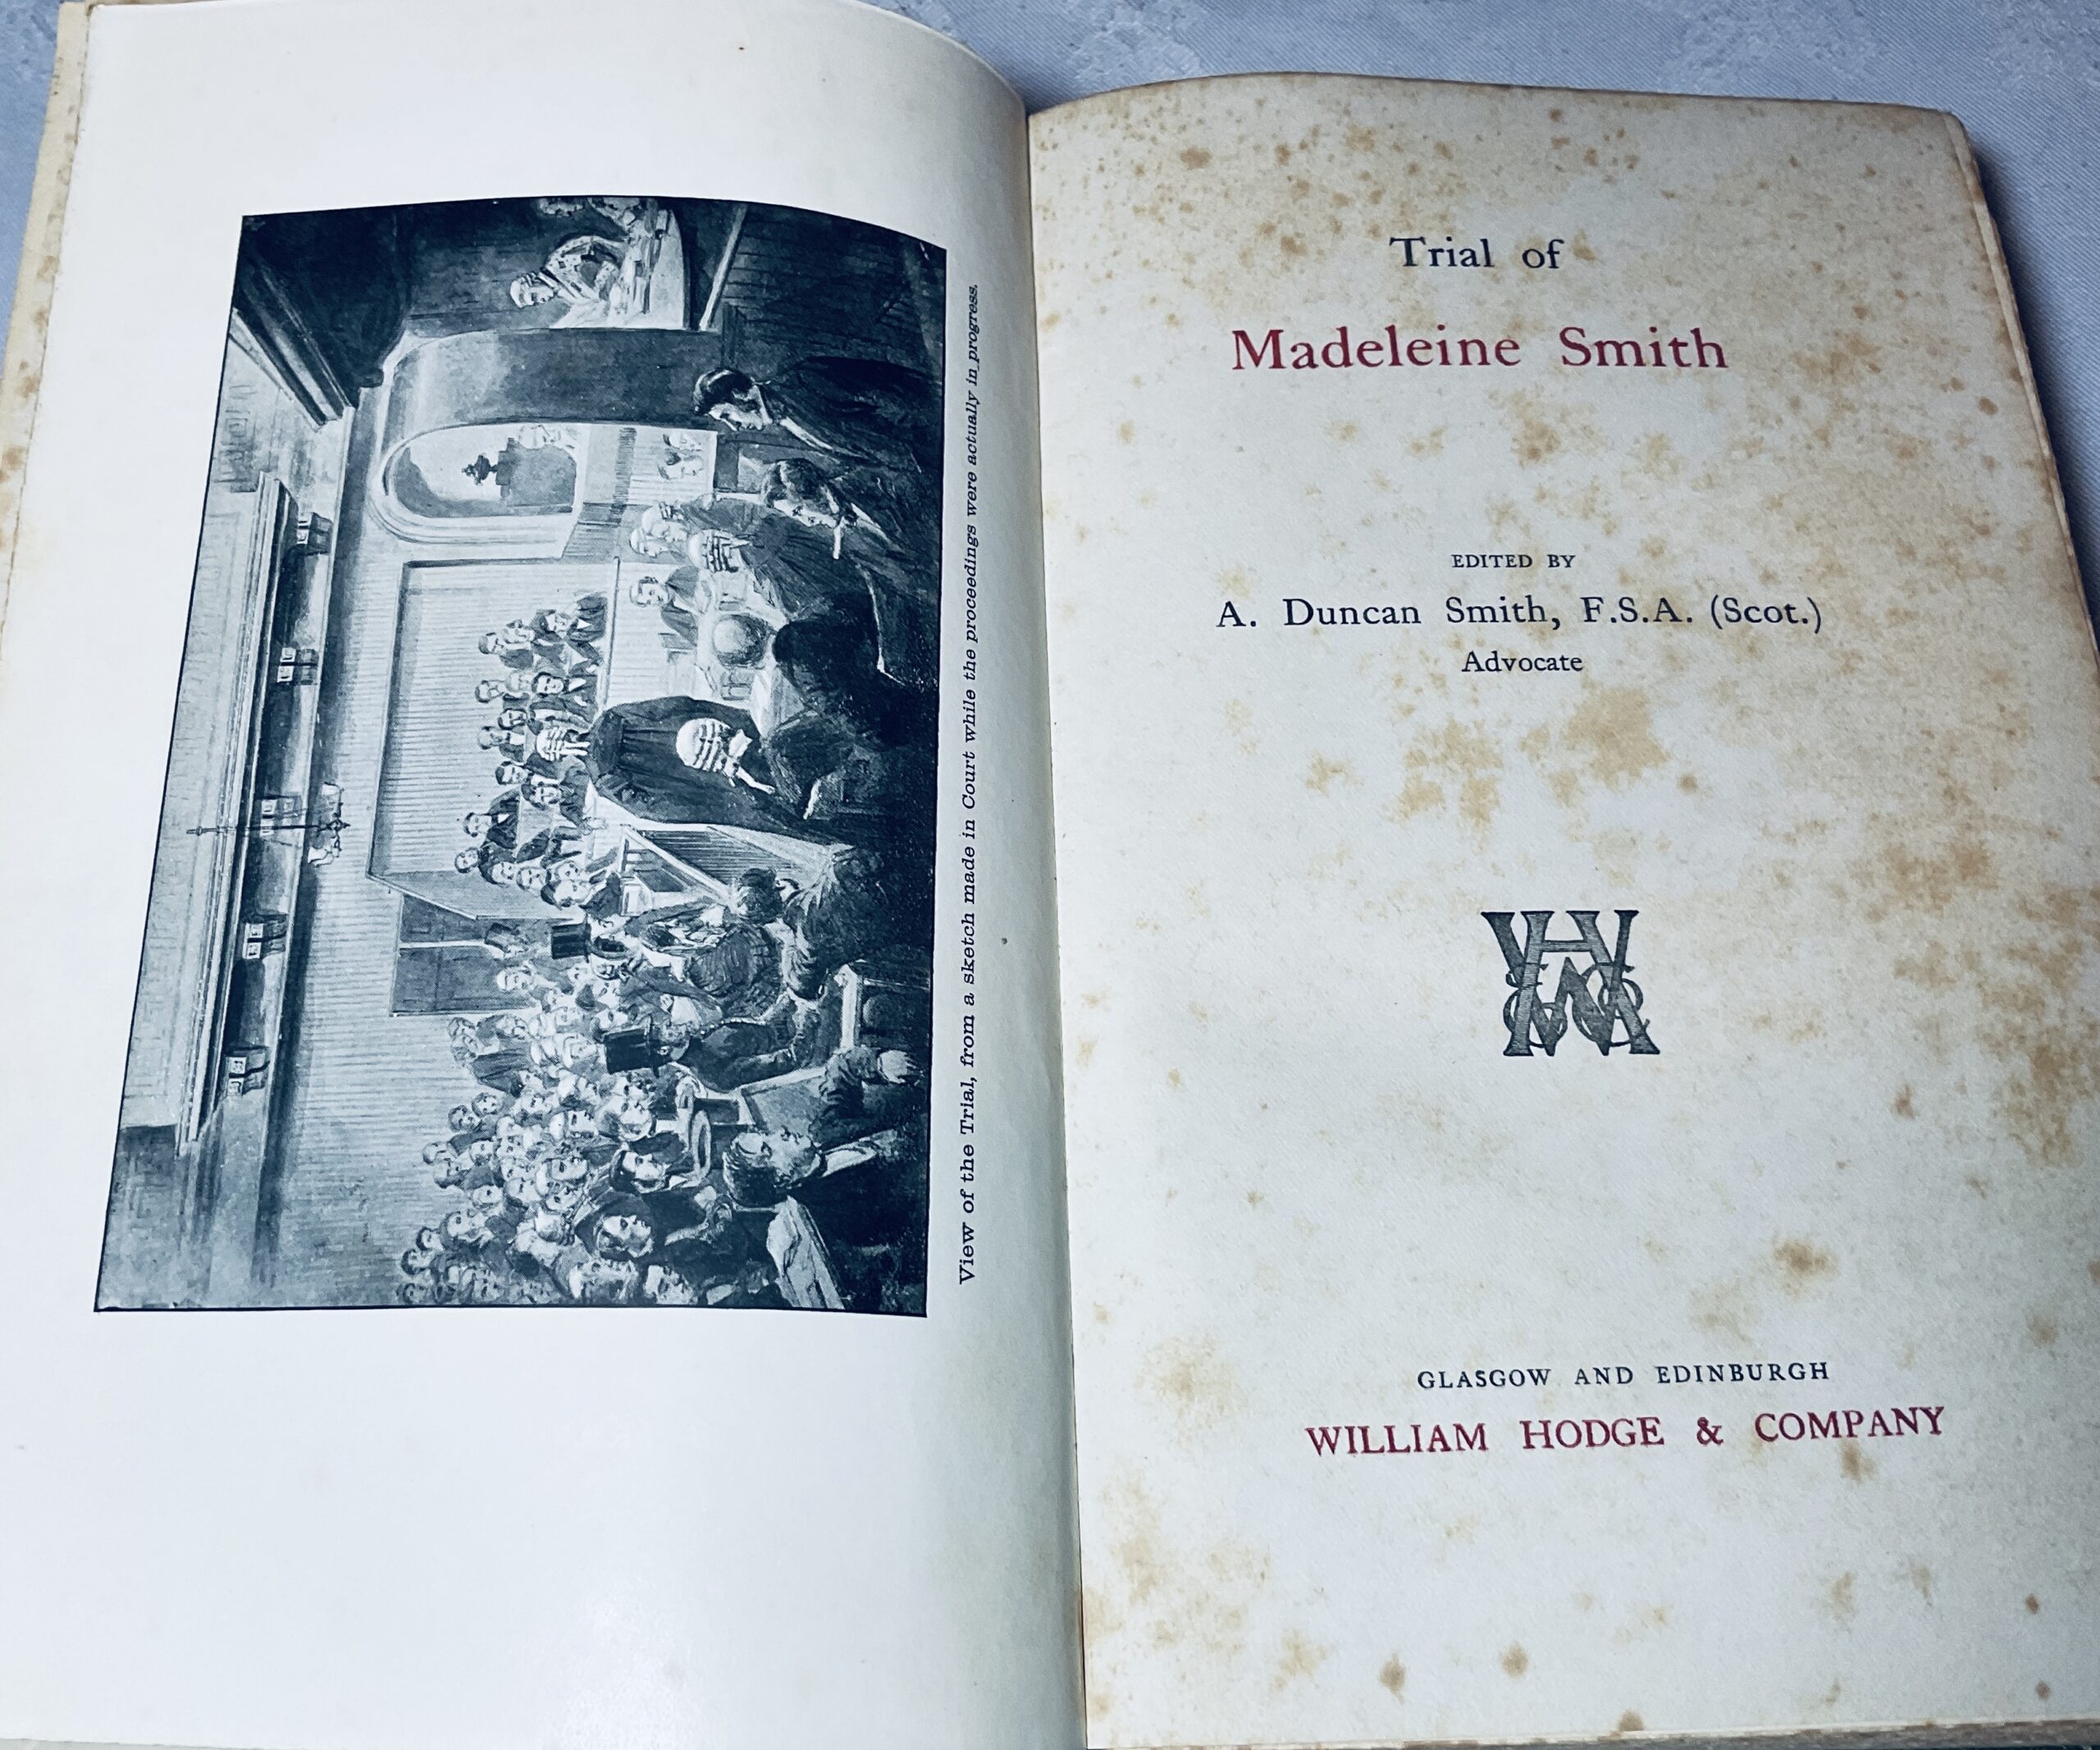 View of the Trial, from a sketch made in Court while the proceedings were actually in progress.
Trial of
Madeleine Smith
EDITED BY
A. Duncan Smith, F.S.A. (Scot.)
Advocate
GLASGOW AND EDINBURGH
WILLIAM HODGE & COMPANY